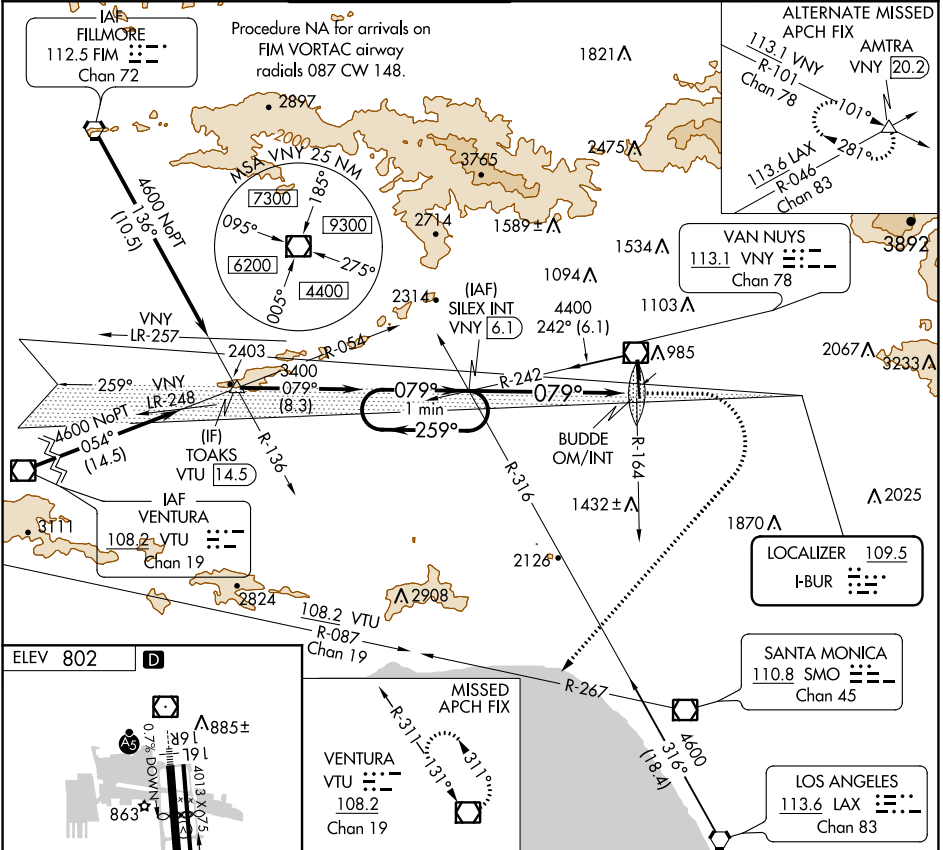 IAF
FILLMORE
112.5 FIM
Chan 72
Procedure NA for arrivals on
FIM VORTAC airway
radials 087 CW 148.
1821
ALTERNATE MISSED
APCH FIX
113.1 VNY
R-101
Chan 78
AMTRA
VNY 20.2
101°
281°
113.6 LAX
R-046
Chan 83
2897
2000
3765
2475
MSA VNY 25 NM
185°
7300
095°
9300
6200
275°
4400
005°
4600 NoPT
136°
(10.5)
2714
1589±
1534
VAN NUYS
113.1 VNY
Chan 78
3892
1094
(IAF)
SILEX INT
VNY 6.1
4400
242° (6.1)
1103
2314
VNY
LR-257
R-054
2403
3400
985
2067
3233
259°
VNY
LR-248
079°
(8.3)
079°
1 min
259°
R-242
079°
4600 NoPT
054°
(14.5)
(IF)
TOAKS
VTU 14.5
R-136
BUDDE
OM/INT
R-164
R-316
IAF
VENTURA
108.2 VTU
Chan 19
3111
1432±
1870
2025
2126
LOCALIZER 109.5
I-BUR
2824
2908
108.2 VTU
R-087
Chan 19
R-267
SANTA MONICA
110.8 SMO
Chan 45
ELEV 802
D
885±
A5
16R
16L
0.7% DOWN
4013 X 075
863
MISSED
APCH FIX
R-311
131°
311°
VENTURA
VTU
108.2
Chan 19
4600
316°
(18.4)
LOS ANGELES
113.6 LAX
Chan 83